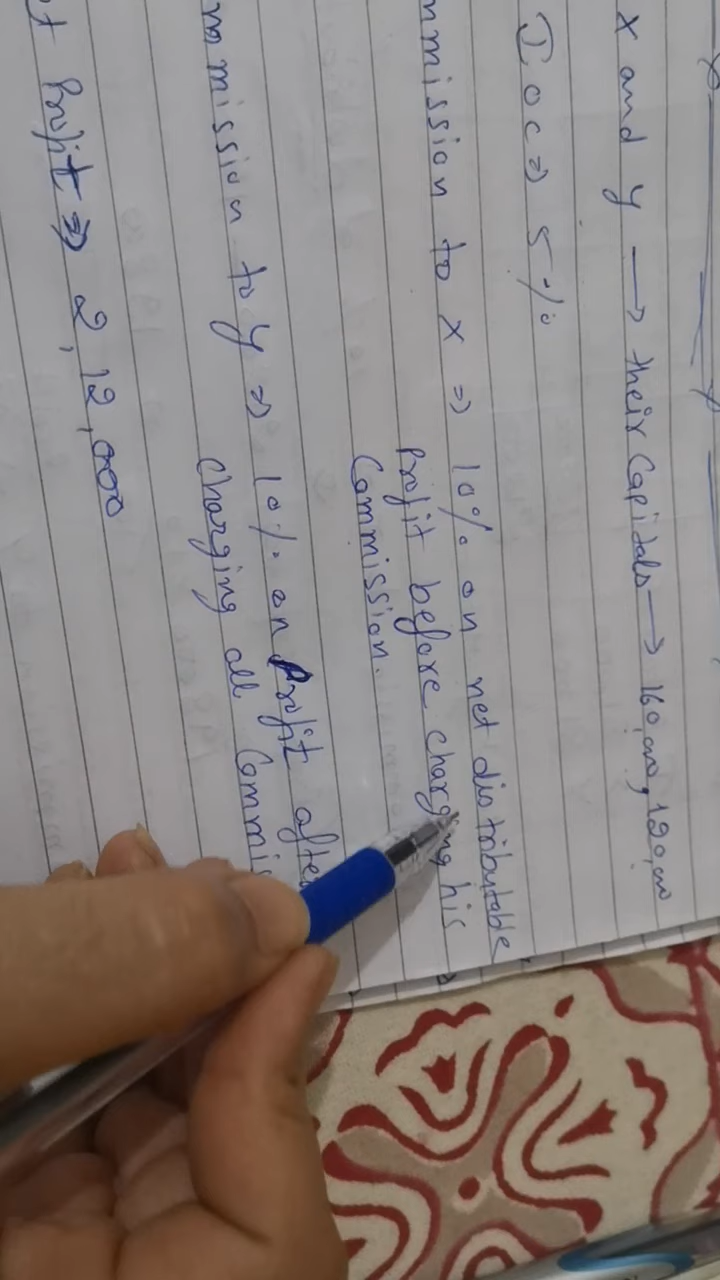 x and y → their Capitals → 160,000, 120,000
IOC ⇒ 5%
mmission to x ⇒ 10% on net distributable
Profit before charging his
Commission.
mmission to y ⇒ 10% on Profit after
charging all Commis
t Profit ⇒ 2,12,000